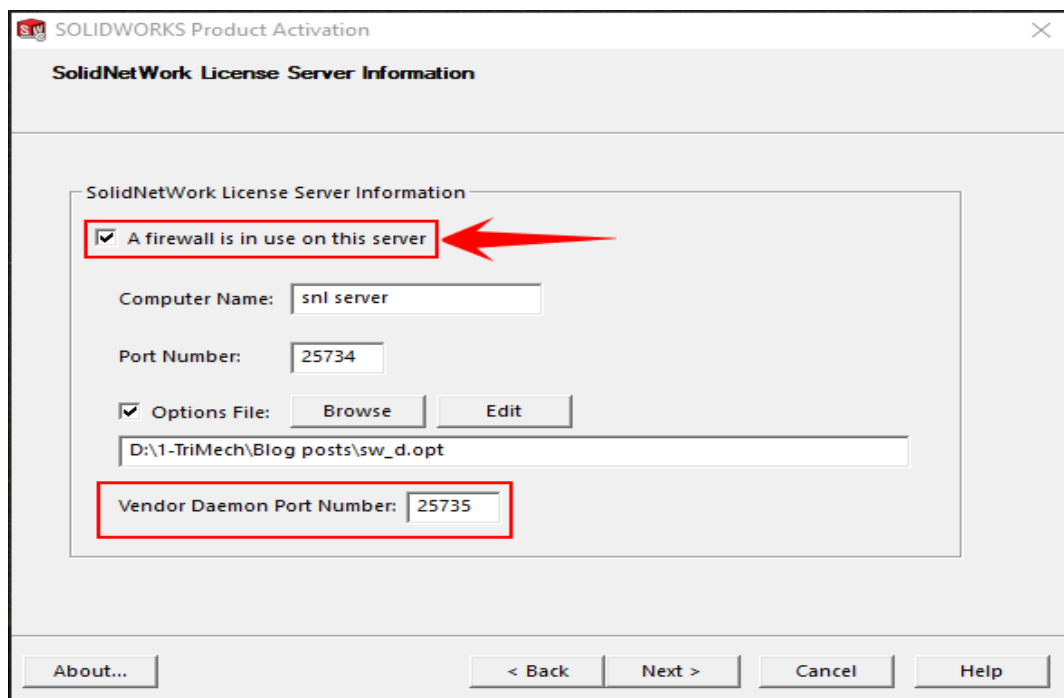 SOLIDWORKS Product Activation
SolidNetWork License Server Information
SolidNetWork License Server Information
A firewall is in use on this server
Computer Name: snl server
Port Number: 25734
Options File: Browse Edit
D:\1-TriMech\Blog posts\sw_d.opt
Vendor Daemon Port Number: 25735
About... < Back Next > Cancel Help